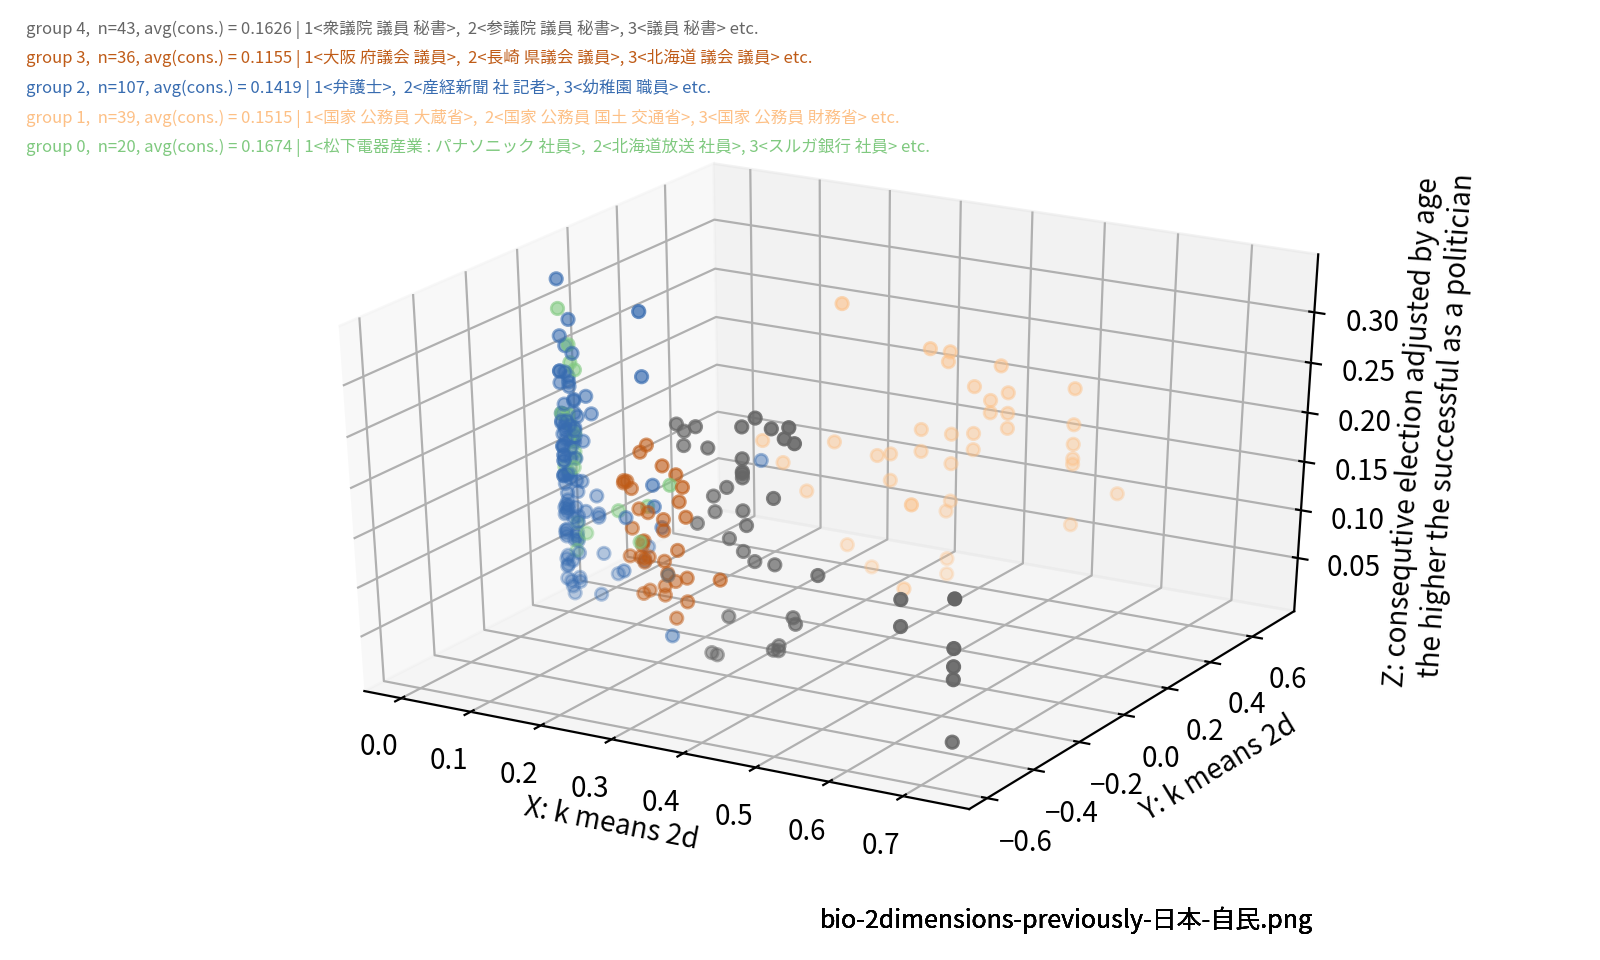 group 4,  n=43, avg(cons.) = 0.1626 | 1<衆議院 議員 秘書>,  2<参議院 議員 秘書>, 3<議員 秘書> etc.
group 3,  n=36, avg(cons.) = 0.1155 | 1<大阪 府議会 議員>,  2<長崎 県議会 議員>, 3<北海道 議会 議員> etc.
group 2,  n=107, avg(cons.) = 0.1419 | 1<弁護士>,  2<産経新聞 社 記者>, 3<幼稚園 職員> etc.
group 1,  n=39, avg(cons.) = 0.1515 | 1<国家 公務員 大蔵省>,  2<国家 公務員 国土 交通省>, 3<国家 公務員 財務省> etc.
group 0,  n=20, avg(cons.) = 0.1674 | 1<松下電器産業 : パナソニック 社員>,  2<北海道放送 社員>, 3<スルガ銀行 社員> etc.
Z: consequtive election adjusted by age
the higher the successful as a politician
0.30
0.25
0.20
0.15
0.10
0.05
0.6
0.4
0.2
0.0
−0.2
−0.4
−0.6
Y: k means 2d
0.0
0.1
0.2
0.3
0.4
0.5
0.6
0.7
X: k means 2d
bio-2dimensions-previously-日本-自民.png